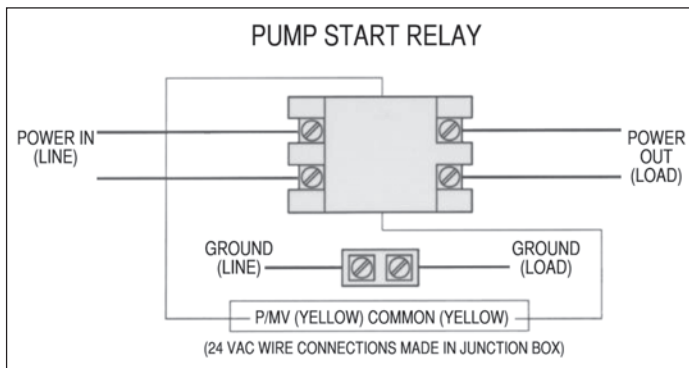 PUMP START RELAY
POWER IN
(LINE)
POWER
OUT
(LOAD)
GROUND
(LINE)
GROUND
(LOAD)
P/MV (YELLOW) COMMON (YELLOW)
(24 VAC WIRE CONNECTIONS MADE IN JUNCTION BOX)